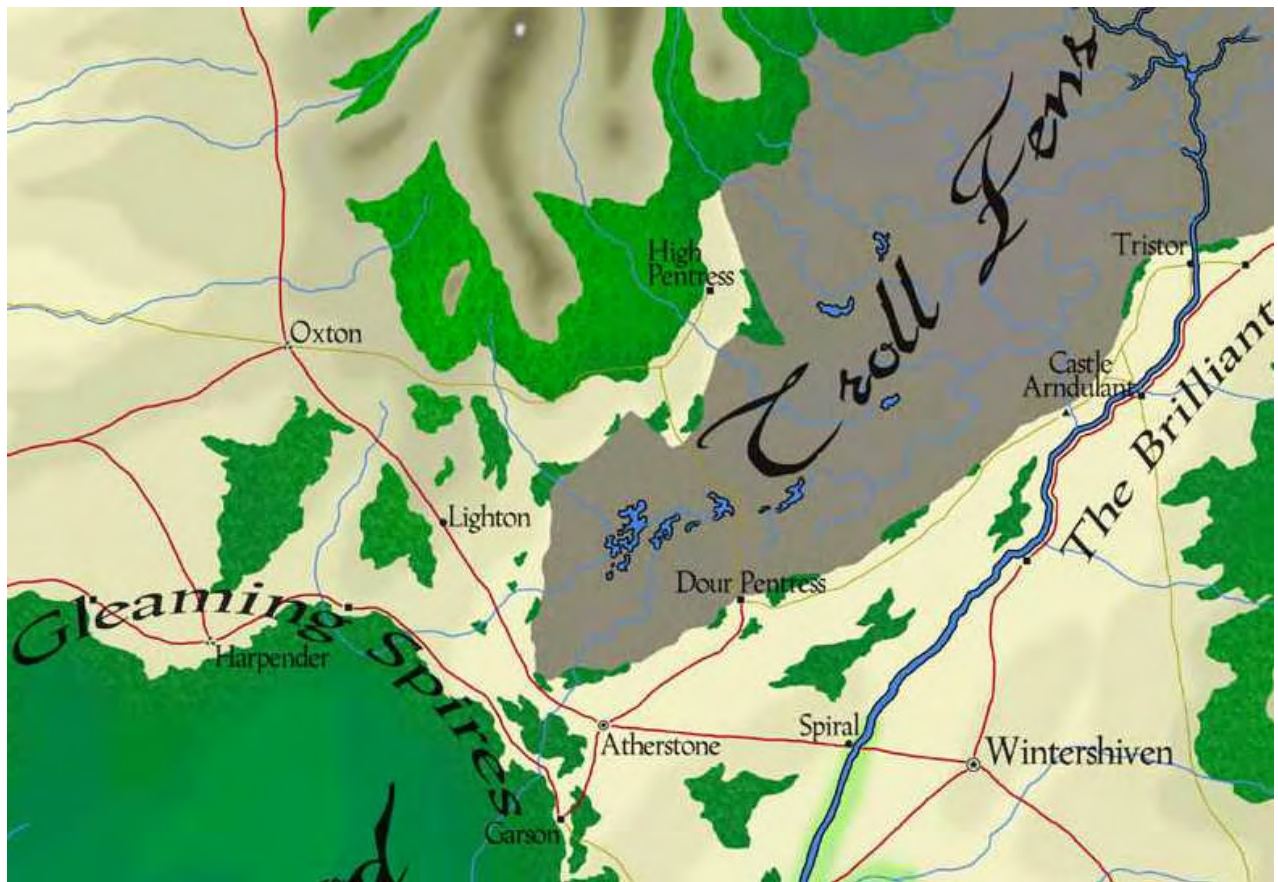 Troll Fens
Tristor
High
Pentress
Oxton
Castle
Arndulant
The Brilliant
Lighton
Dour Pentress
Gleaming Spires
Harpender
Spiral
Atherstone
Wintershiven
Garson